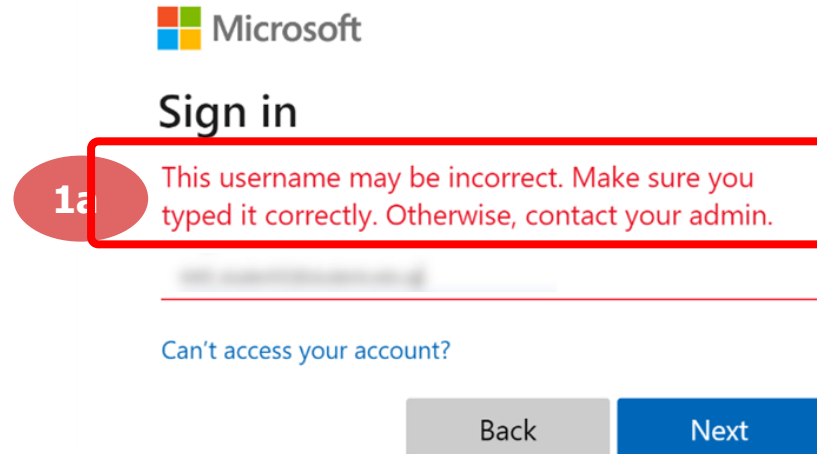 Microsoft
Sign in
1a
This username may be incorrect. Make sure you
typed it correctly. Otherwise, contact your admin.
Can't access your account?
Back
Next